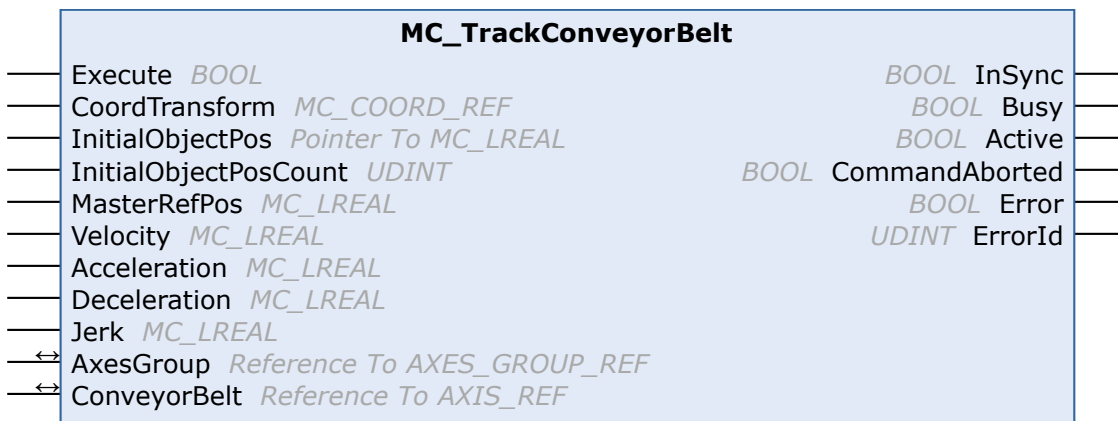 MC_TrackConveyorBelt
Execute BOOL BOOL InSync
CoordTransform MC_COORD_REF BOOL Busy
InitialObjectPos Pointer To MC_LREAL BOOL Active
InitialObjectPosCount UDINT BOOL CommandAborted
MasterRefPos MC_LREAL BOOL Error
Velocity MC_LREAL UDINT ErrorId
Acceleration MC_LREAL
Deceleration MC_LREAL
Jerk MC_LREAL
↔ AxesGroup Reference To AXES_GROUP_REF
↔ ConveyorBelt Reference To AXIS_REF